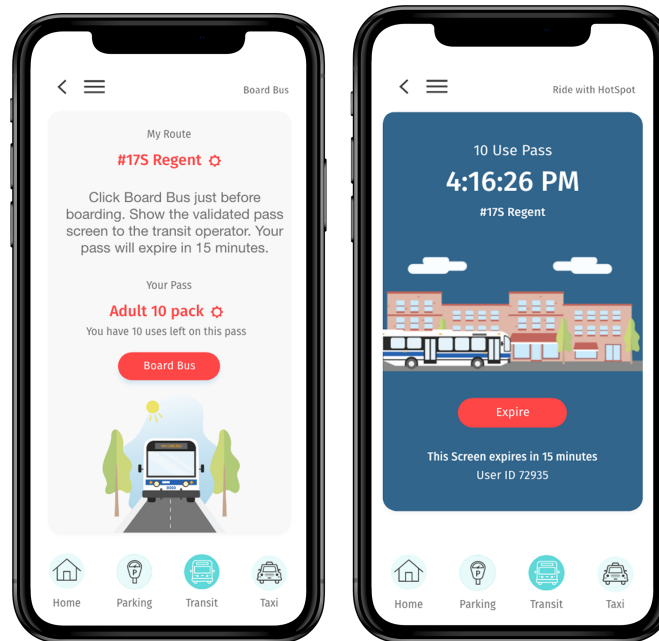 Board Bus
My Route
#17S Regent
Click Board Bus just before
boarding. Show the validated pass
screen to the transit operator. Your
pass will expire in 15 minutes.
Your Pass
Adult 10 pack
You have 10 uses left on this pass
Board Bus
Home
Parking
Transit
Taxi
Ride with HotSpot
10 Use Pass
4:16:26 PM
#17S Regent
Expire
This Screen expires in 15 minutes
User ID 72935
Home
Parking
Transit
Taxi